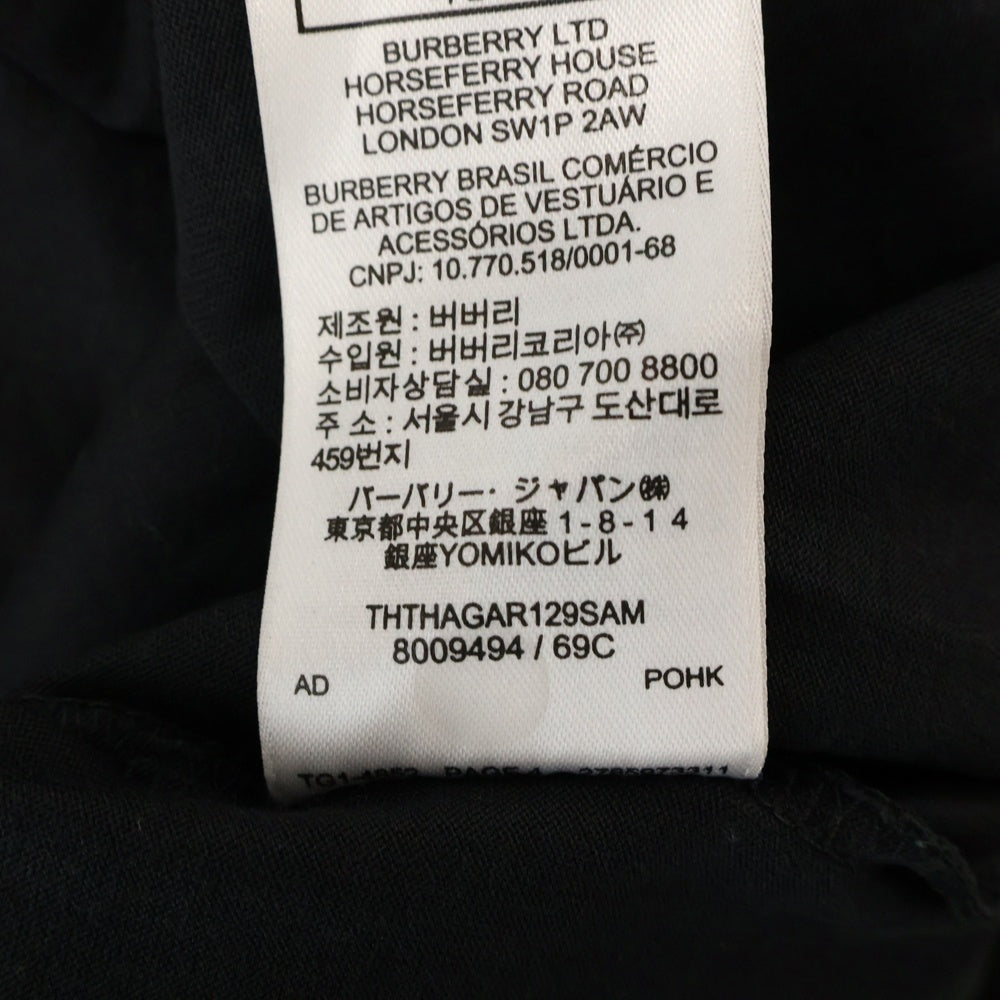 BURBERRY LTD
HORSEFERRY HOUSE
HORSEFERRY ROAD
LONDON SW1P 2AW
BURBERRY BRASIL COMÉRCIO
DE ARTIGOS DE VESTUÁRIO E
ACESSÓRIOS LTDA.
CNPJ: 10.770.518/0001-68
제조원 : 버버리
수입원 : 버버리코리아㈜
소비자상담실 : 080 700 8800
주 소 : 서울시 강남구 도산대로
459번지
バーバリー・ジャパン㈱
東京都中央区銀座 1-8-14
銀座YOMIKOビル
THTHAGAR129SAM
8009494 / 69C
AD POHK
PAGE